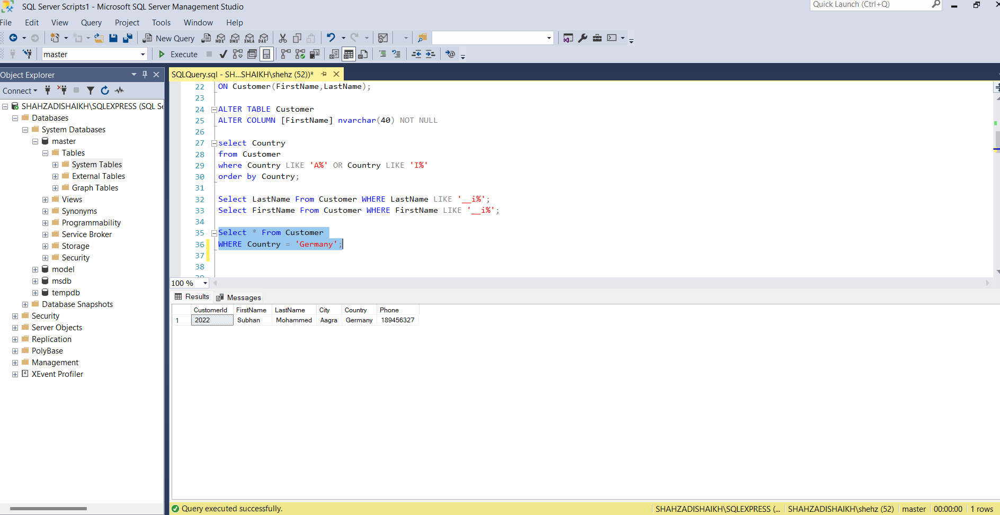 SQL Server Scripts1 - Microsoft SQL Server Management Studio
Quick Launch (Ctrl+Q)
File Edit View Query Project Tools Window Help
New Query MDX DMX XMLA DAX
master Execute
Object Explorer
Connect
SHAHZADISHAIKH\SQLEXPRESS (SQL Se
Databases
System Databases
master
Tables
System Tables
External Tables
Graph Tables
Views
Synonyms
Programmability
Service Broker
Storage
Security
model
msdb
tempdb
Database Snapshots
Security
Server Objects
Replication
PolyBase
Management
XEvent Profiler
SQLQuery.sql - SH...SHAIKH\shehz (52))*
22 ON Customer(FirstName,LastName);
23
24 ALTER TABLE Customer
25 ALTER COLUMN [FirstName] nvarchar(40) NOT NULL
26
27 select Country
28 from Customer
29 where Country LIKE 'A%' OR Country LIKE 'I%'
30 order by Country;
31
32 Select LastName From Customer WHERE LastName LIKE '__i%';
33 Select FirstName From Customer WHERE FirstName LIKE '__i%';
34
35 Select * From Customer
36 WHERE Country = 'Germany';
37
38
39
100 %
Results Messages
CustomerId FirstName LastName City Country Phone
1 2022 Subhan Mohammed Aagra Germany 189456327
Query executed successfully.
SHAHZADISHAIKH\SQLEXPRESS (... SHAHZADISHAIKH\shehz (52) master 00:00:00 1 rows